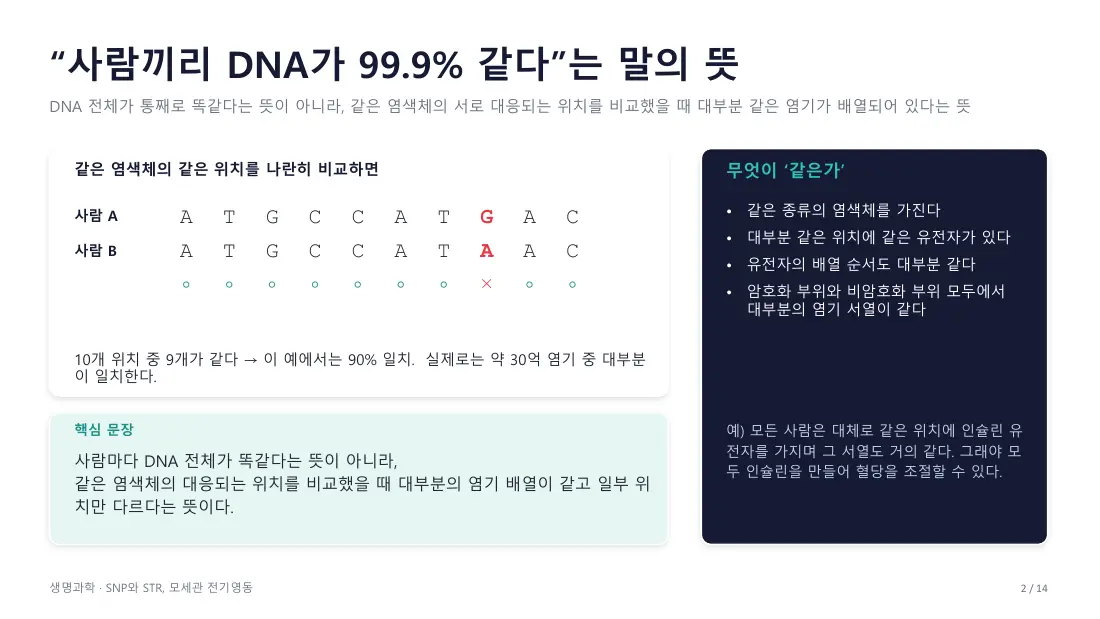 “사람끼리 DNA가 99.9% 같다”는 말의 뜻
DNA 전체가 통째로 똑같다는 뜻이 아니라, 같은 염색체의 서로 대응되는 위치를 비교했을 때 대부분 같은 염기가 배열되어 있다는 뜻
같은 염색체의 같은 위치를 나란히 비교하면
사람 A A T G C C A T G A C
사람 B A T G C C A T A A C
○ ○ ○ ○ ○ ○ ○ × ○ ○
10개 위치 중 9개가 같다 → 이 예에서는 90% 일치. 실제로는 약 30억 염기 중 대부분
이 일치한다.
핵심 문장
사람마다 DNA 전체가 똑같다는 뜻이 아니라,
같은 염색체의 대응되는 위치를 비교했을 때 대부분의 염기 배열이 같고 일부 위
치만 다르다는 뜻이다.
무엇이 ‘같은가’
• 같은 종류의 염색체를 가진다
• 대부분 같은 위치에 같은 유전자가 있다
• 유전자의 배열 순서도 대부분 같다
• 암호화 부위와 비암호화 부위 모두에서
대부분의 염기 서열이 같다
예) 모든 사람은 대체로 같은 위치에 인슐린 유
전자를 가지며 그 서열도 거의 같다. 그래야 모
두 인슐린을 만들어 혈당을 조절할 수 있다.
생명과학 · SNP와 STR, 모세관 전기영동
2 / 14